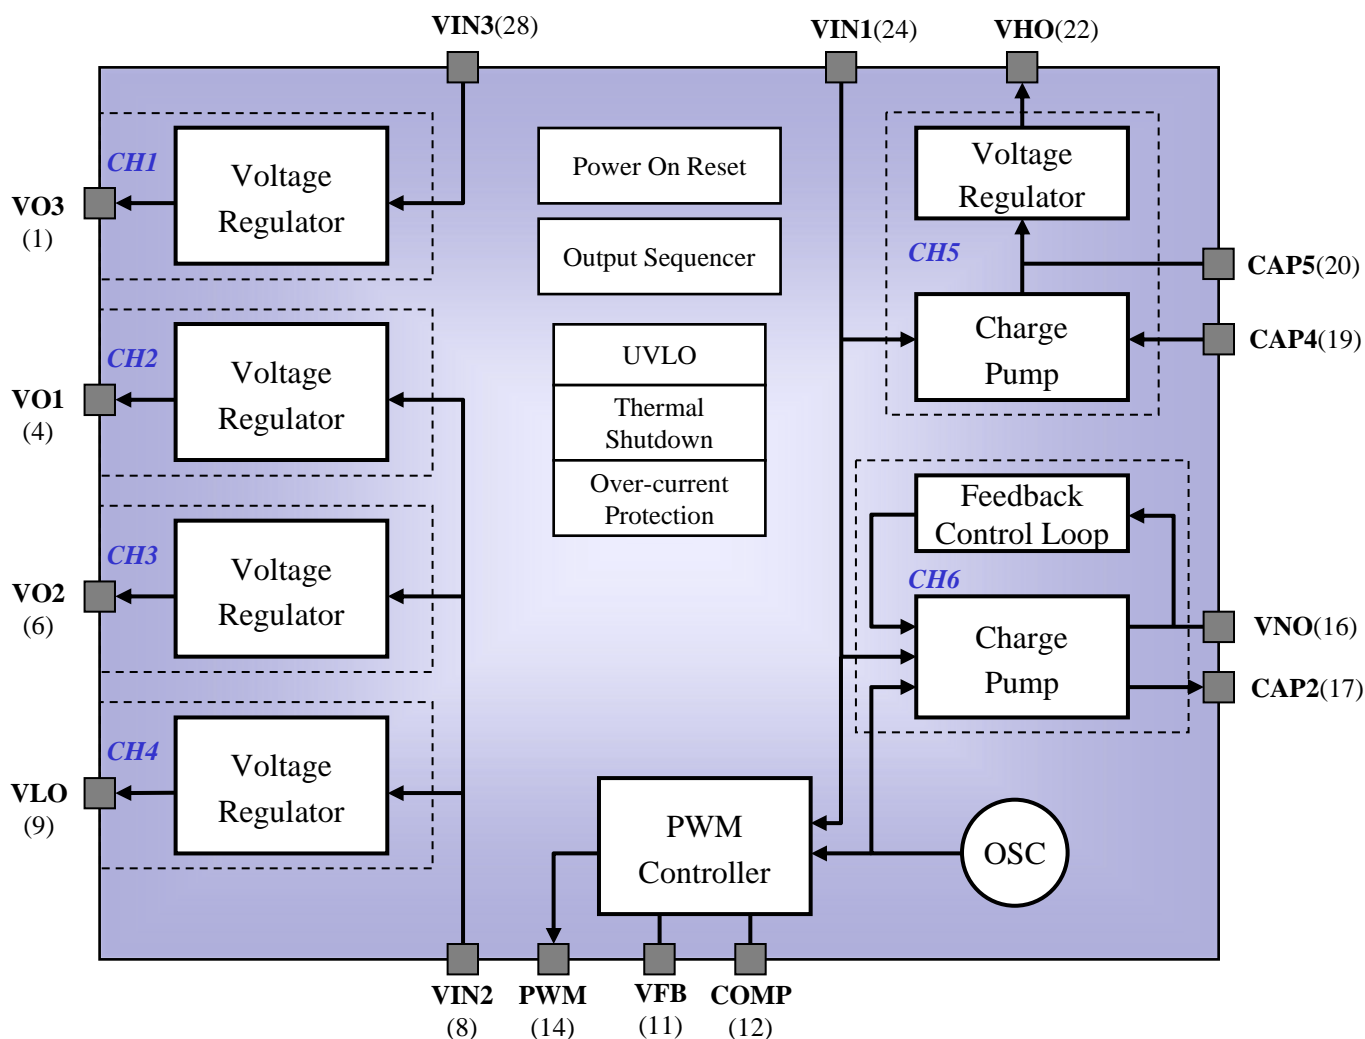 VIN3(28)
VIN1(24)
VHO(22)
CH1
Voltage
Regulator
VO3
(1)
Power On Reset
Output Sequencer
Voltage
Regulator
CH5
CAP5(20)
Charge
Pump
CAP4(19)
CH2
Voltage
Regulator
VO1
(4)
UVLO
Thermal
Shutdown
Over-current
Protection
Feedback
Control Loop
CH6
Charge
Pump
VNO(16)
CAP2(17)
CH3
Voltage
Regulator
VO2
(6)
CH4
Voltage
Regulator
VLO
(9)
PWM
Controller
OSC
VIN2
(8)
PWM
(14)
VFB
(11)
COMP
(12)